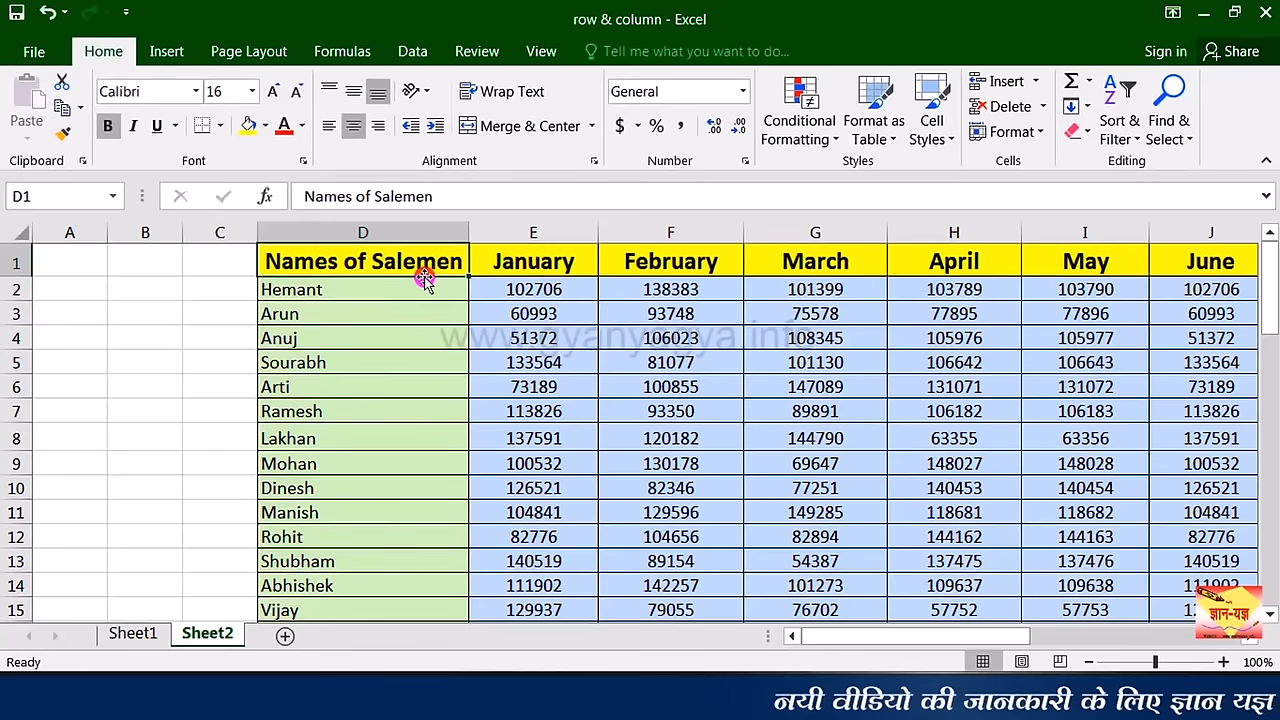 row & column - Excel
File Home Insert Page Layout Formulas Data Review View Tell me what you want to do... Sign in Share
Calibri 16 Wrap Text General Insert
Paste B I U Merge & Center $ % , Conditional Formatting Format as Table Cell Styles Delete Sort & Filter Find & Select
Format
Clipboard Font Alignment Number Styles Cells Editing
D1 fx Names of Salemen
A B C D E F G H I J
1 Names of Salemen January February March April May June
2 Hemant 102706 138383 101399 103789 103790 102706
3 Arun 60993 93748 75578 77895 77896 60993
www.gyanyagya.info
4 Anuj 51372 106023 108345 105976 105977 51372
5 Sourabh 133564 81077 101130 106642 106643 133564
6 Arti 73189 100855 147089 131071 131072 73189
7 Ramesh 113826 93350 89891 106182 106183 113826
8 Lakhan 137591 120182 144790 63355 63356 137591
9 Mohan 100532 130178 69647 148027 148028 100532
10 Dinesh 126521 82346 77251 140453 140454 126521
11 Manish 104841 129596 149285 118681 118682 104841
12 Rohit 82776 104656 82894 144162 144163 82776
13 Shubham 140519 89154 54387 137475 137476 140519
14 Abhishek 111902 142257 101273 109637 109638 111902
15 Vijay 129937 79055 76702 57752 57753
ज्ञान-यज्ञ
Sheet1 Sheet2
Ready 100%
नयी वीडियो की जानकारी के लिए ज्ञान यज्ञ